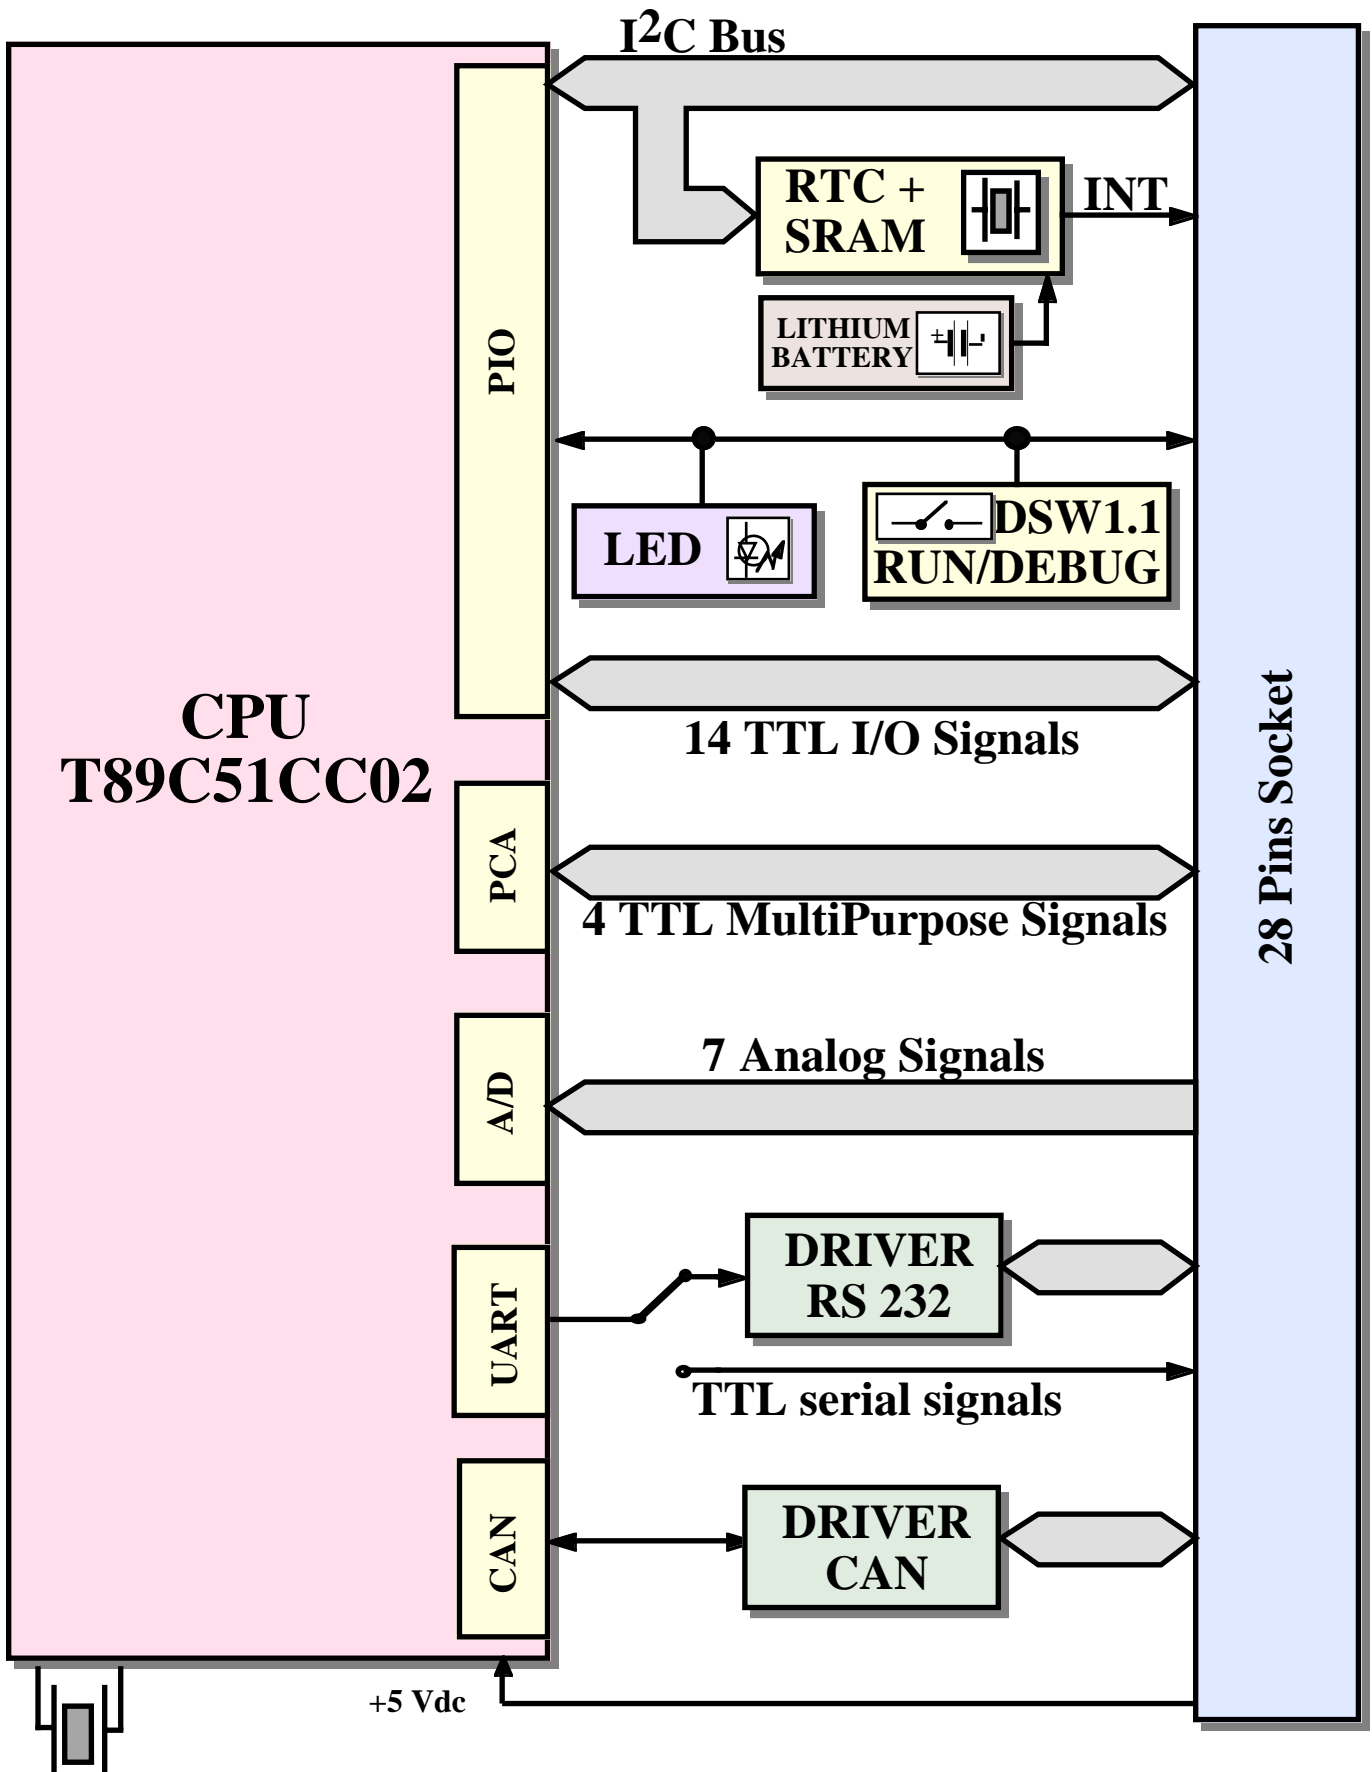 I²C Bus
RTC +
SRAM
INT
LITHIUM
BATTERY
+
-
PIO
LED
DSW1.1
RUN/DEBUG
14 TTL I/O Signals
CPU
T89C51CC02
28 Pins Socket
PCA
4 TTL MultiPurpose Signals
7 Analog Signals
A/D
DRIVER
RS 232
UART
TTL serial signals
DRIVER
CAN
CAN
+5 Vdc